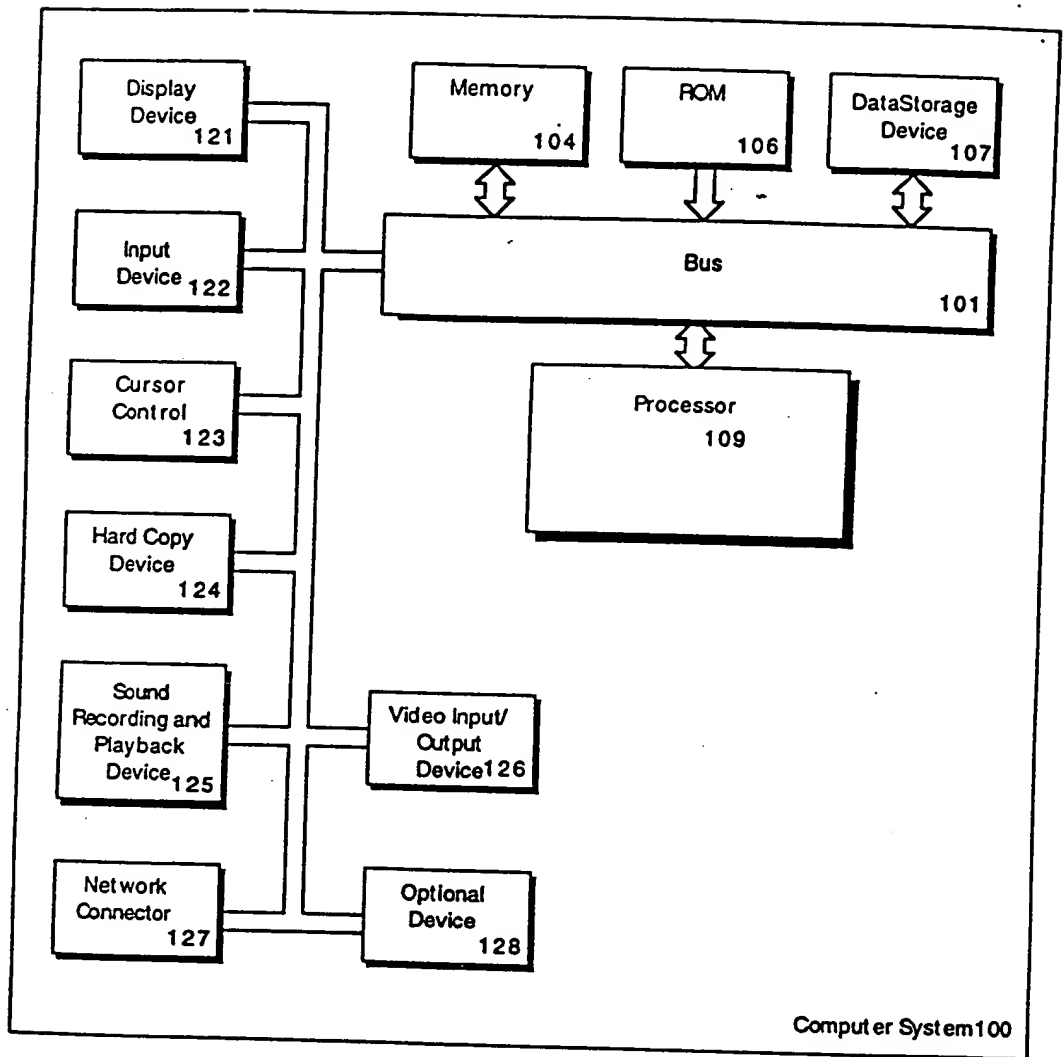 Display
Device
121
Memory
104
ROM
106
DataStorage
Device
107
Input
Device
122
Bus
101
Cursor
Control
123
Processor
109
Hard Copy
Device
124
Sound
Recording and
Playback
Device
125
Video Input/
Output
Device126
Network
Connector
127
Optional
Device
128
Computer System100